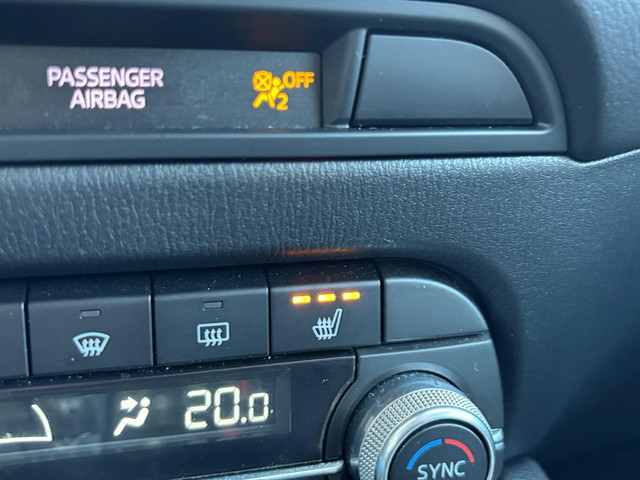 PASSENGER OFF
AIRBAG 2
20.0
SYNC